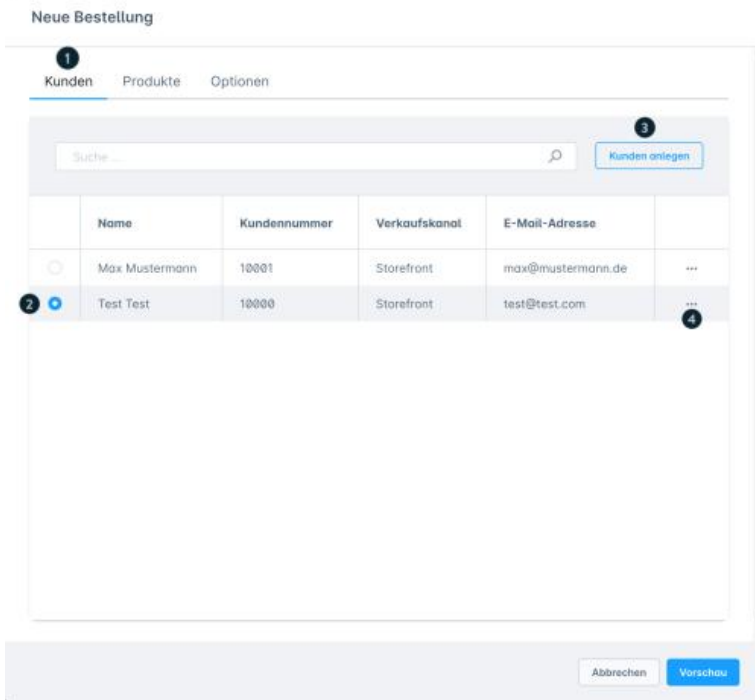 Neue Bestellung
1
Kunden Produkte Optionen
3
Suche ... Kunden anlegen
Name Kundennummer Verkaufskanal E-Mail-Adresse
Max Mustermann 10001 Storefront max@mustermann.de ...
2 Test Test 10000 Storefront test@test.com ...
4
Abbrechen Vorschau